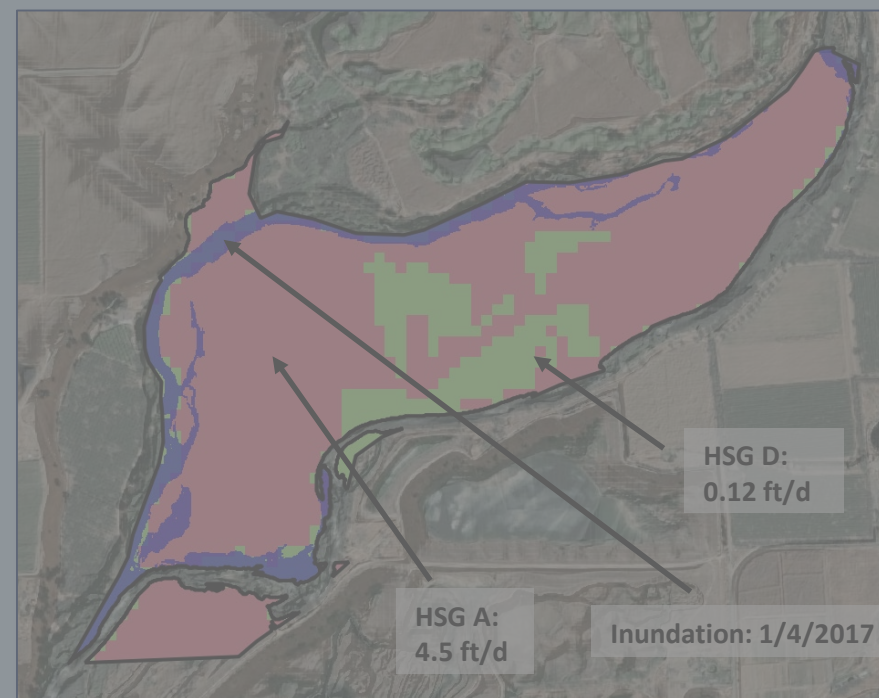 HSG D:
0.12 ft/d
HSG A:
4.5 ft/d
Inundation: 1/4/2017